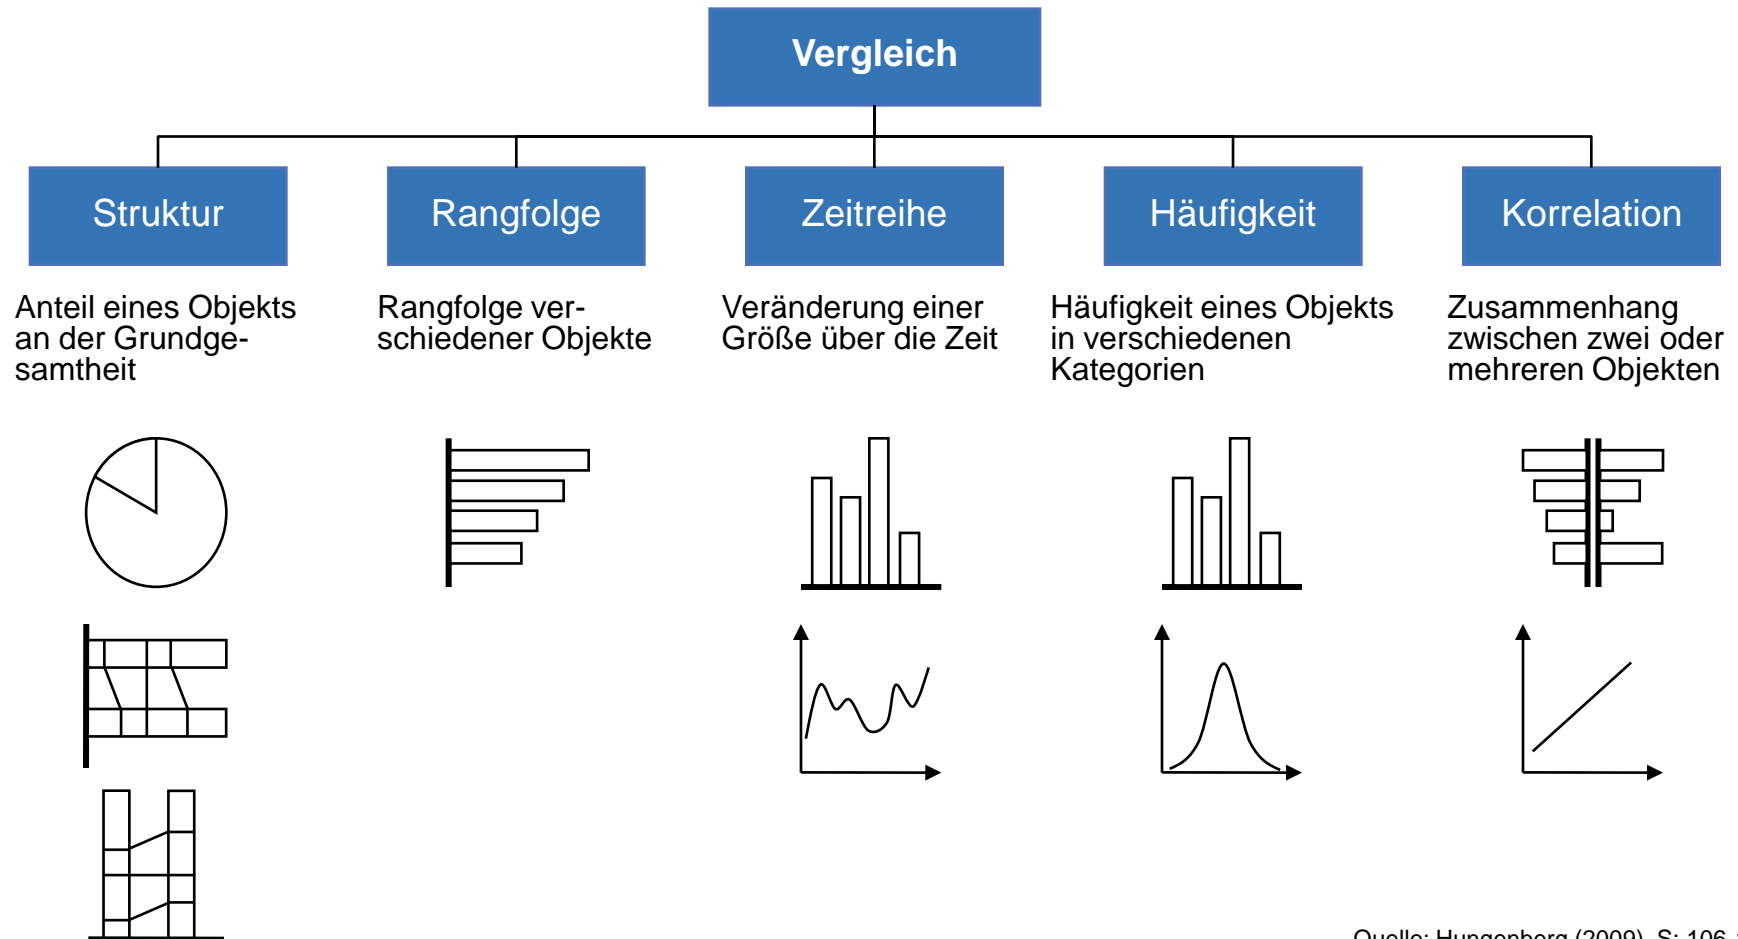 Vergleich
Struktur
Rangfolge
Zeitreihe
Häufigkeit
Korrelation
Anteil eines Objekts
an der Grundge-
samtheit
Rangfolge ver-
schiedener Objekte
Veränderung einer
Größe über die Zeit
Häufigkeit eines Objekts
in verschiedenen
Kategorien
Zusammenhang
zwischen zwei oder
mehreren Objekten
Quelle: Hungenberg (2009), S: 106